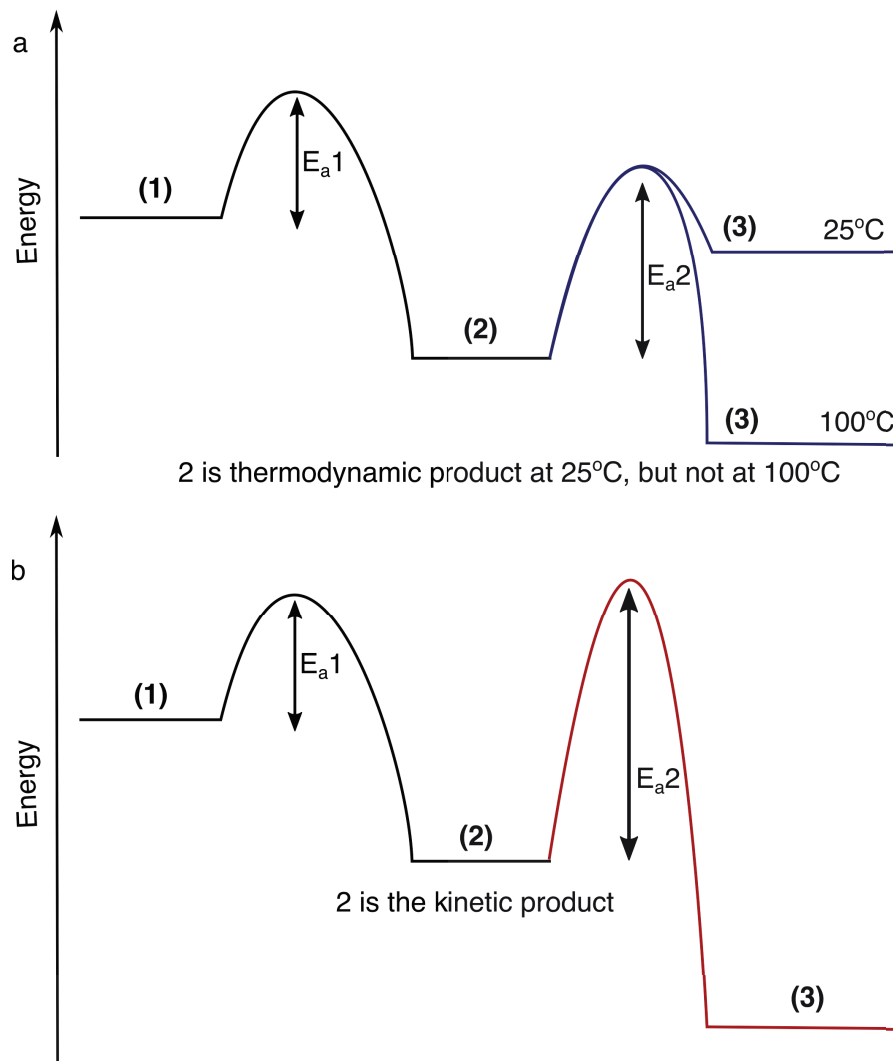 a
Energy
(1)
Eₐ1
(2)
Eₐ2
(3)
25°C
(3)
100°C
2 is thermodynamic product at 25°C, but not at 100°C
b
Energy
(1)
Eₐ1
(2)
Eₐ2
2 is the kinetic product
(3)